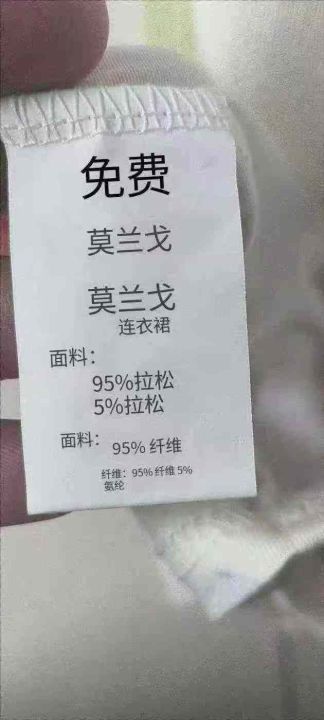 免费
莫兰戈
莫兰戈
连衣裙
面料：
95%拉松
5%拉松
面料： 95% 纤维
纤维：95% 纤维 5%
氨纶